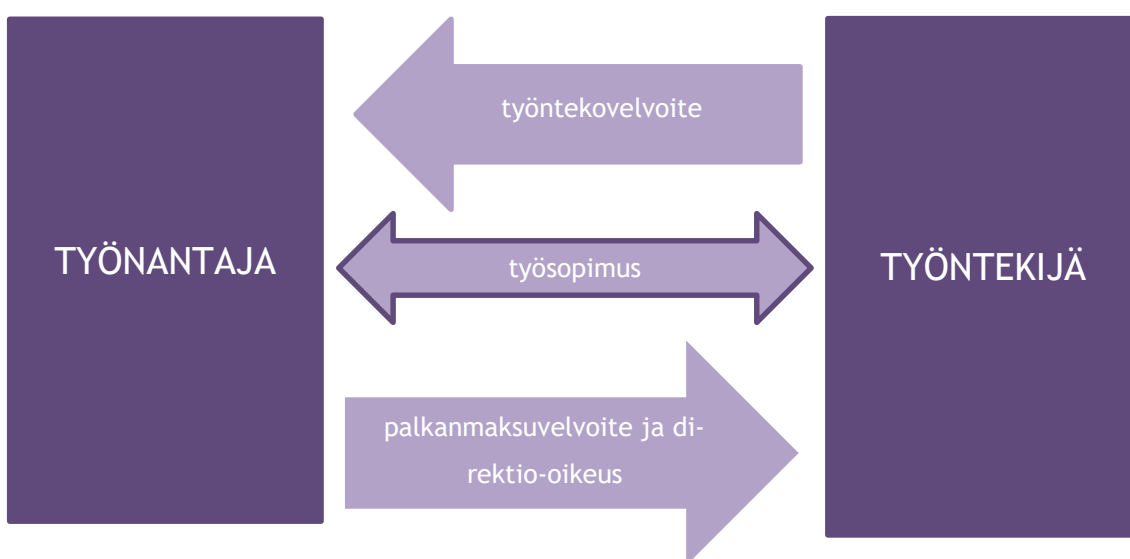 työntekovelvoite
TYÖNANTAJA
työsopimus
TYÖNTEKIJÄ
palkanmaksuvelvoite ja di-
rektio-oikeus